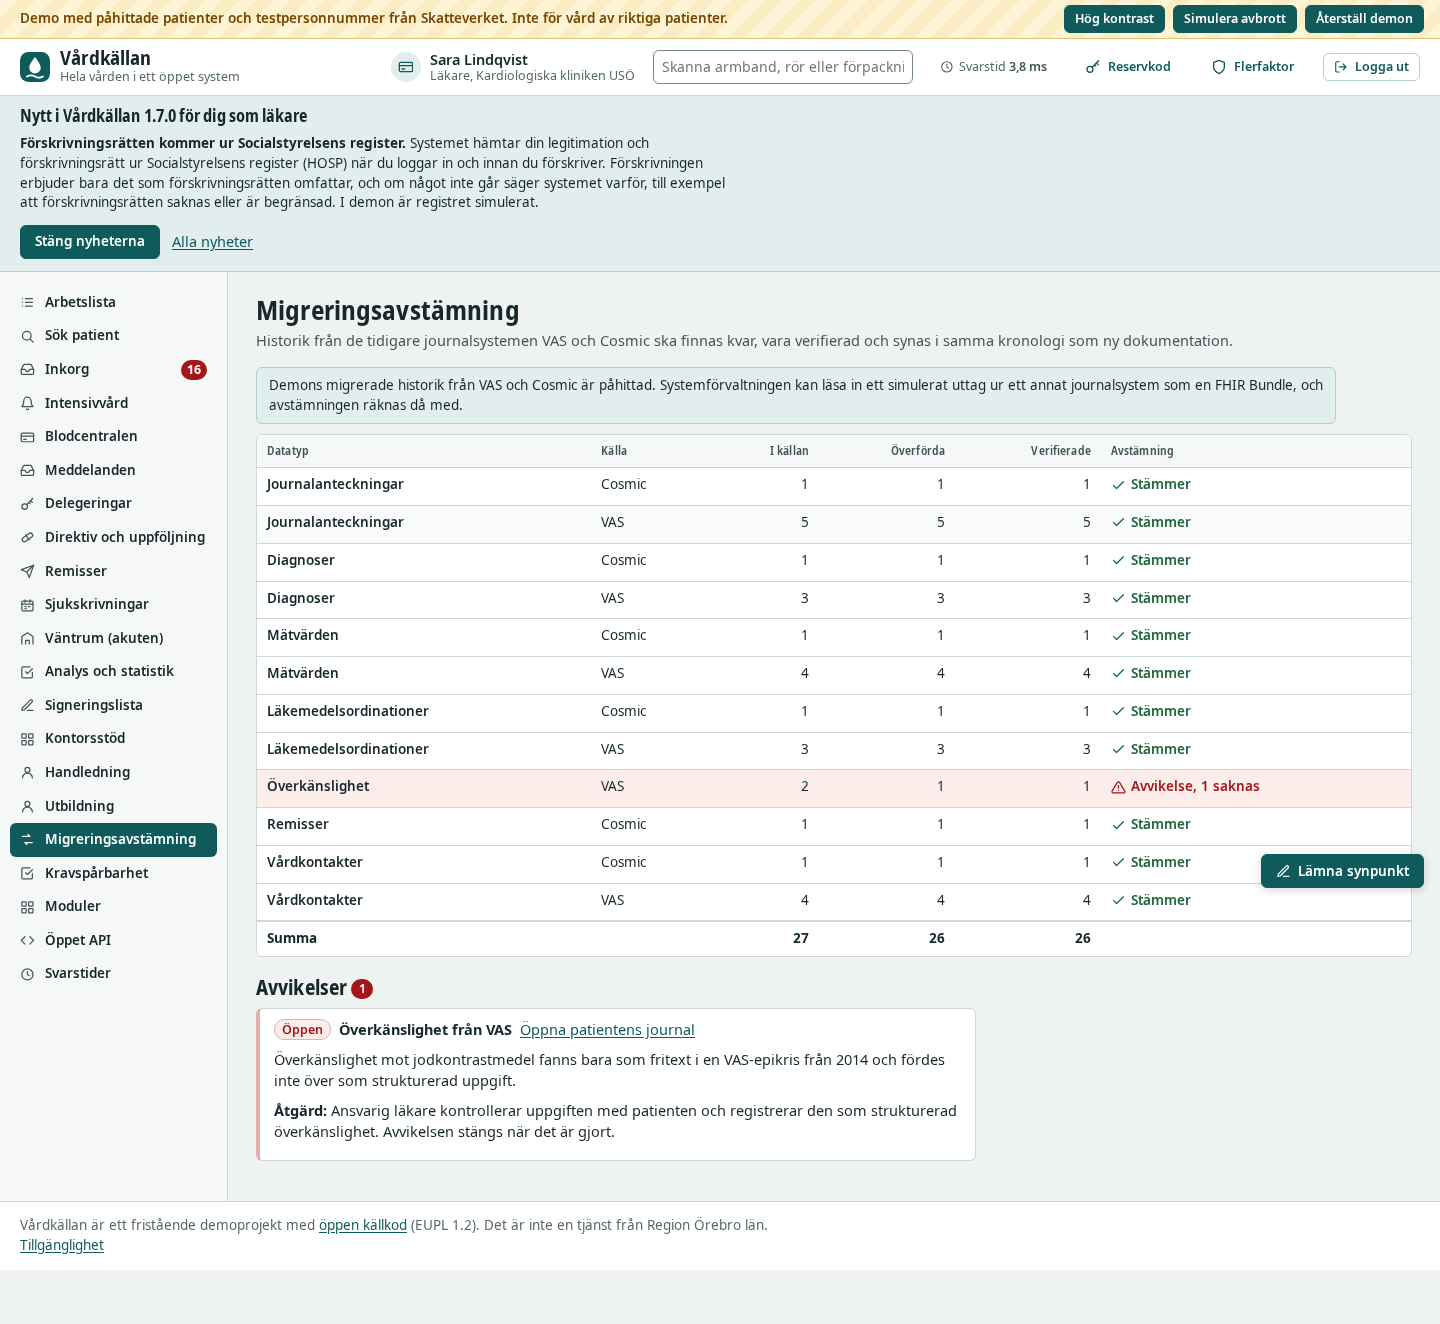 Demo med påhittade patienter och testpersonnummer från Skatteverket. Inte för vård av riktiga patienter.
Hög kontrast
Simulera avbrott
Återställ demon
Vårdkällan
Hela vården i ett öppet system
Sara Lindqvist
Läkare, Kardiologiska kliniken USÖ
Skanna armband, rör eller förpackni
Svarstid 3,8 ms
Reservkod
Flerfaktor
Logga ut
Nytt i Vårdkällan 1.7.0 för dig som läkare
Förskrivningsrätten kommer ur Socialstyrelsens register. Systemet hämtar din legitimation och
förskrivningsrätt ur Socialstyrelsens register (HOSP) när du loggar in och innan du förskriver. Förskrivningen
erbjuder bara det som förskrivningsrätten omfattar, och om något inte går säger systemet varför, till exempel
att förskrivningsrätten saknas eller är begränsad. I demon är registret simulerat.
Stäng nyheterna
Alla nyheter
Arbetslista
Sök patient
Inkorg 16
Intensivvård
Blodcentralen
Meddelanden
Delegeringar
Direktiv och uppföljning
Remisser
Sjukskrivningar
Väntrum (akuten)
Analys och statistik
Signeringslista
Kontorsstöd
Handledning
Utbildning
Migreringsavstämning
Kravspårbarhet
Moduler
Öppet API
Svarstider
Migreringsavstämning
Historik från de tidigare journalsystemen VAS och Cosmic ska finnas kvar, vara verifierad och synas i samma kronologi som ny dokumentation.
Demons migrerade historik från VAS och Cosmic är påhittad. Systemförvaltningen kan läsa in ett simulerat uttag ur ett annat journalsystem som en FHIR Bundle, och
avstämningen räknas då med.
Datatyp Källa I källan Överförda Verifierade Avstämning
Journalanteckningar Cosmic 1 1 1 Stämmer
Journalanteckningar VAS 5 5 5 Stämmer
Diagnoser Cosmic 1 1 1 Stämmer
Diagnoser VAS 3 3 3 Stämmer
Mätvärden Cosmic 1 1 1 Stämmer
Mätvärden VAS 4 4 4 Stämmer
Läkemedelsordinationer Cosmic 1 1 1 Stämmer
Läkemedelsordinationer VAS 3 3 3 Stämmer
Överkänslighet VAS 2 1 1 Avvikelse, 1 saknas
Remisser Cosmic 1 1 1 Stämmer
Vårdkontakter Cosmic 1 1 1 Stämmer
Vårdkontakter VAS 4 4 4 Stämmer
Summa 27 26 26
Lämna synpunkt
Avvikelser 1
Öppen Överkänslighet från VAS Öppna patientens journal
Överkänslighet mot jodkontrastmedel fanns bara som fritext i en VAS-epikris från 2014 och fördes
inte över som strukturerad uppgift.
Åtgärd: Ansvarig läkare kontrollerar uppgiften med patienten och registrerar den som strukturerad
överkänslighet. Avvikelsen stängs när det är gjort.
Vårdkällan är ett fristående demoprojekt med öppen källkod (EUPL 1.2). Det är inte en tjänst från Region Örebro län.
Tillgänglighet